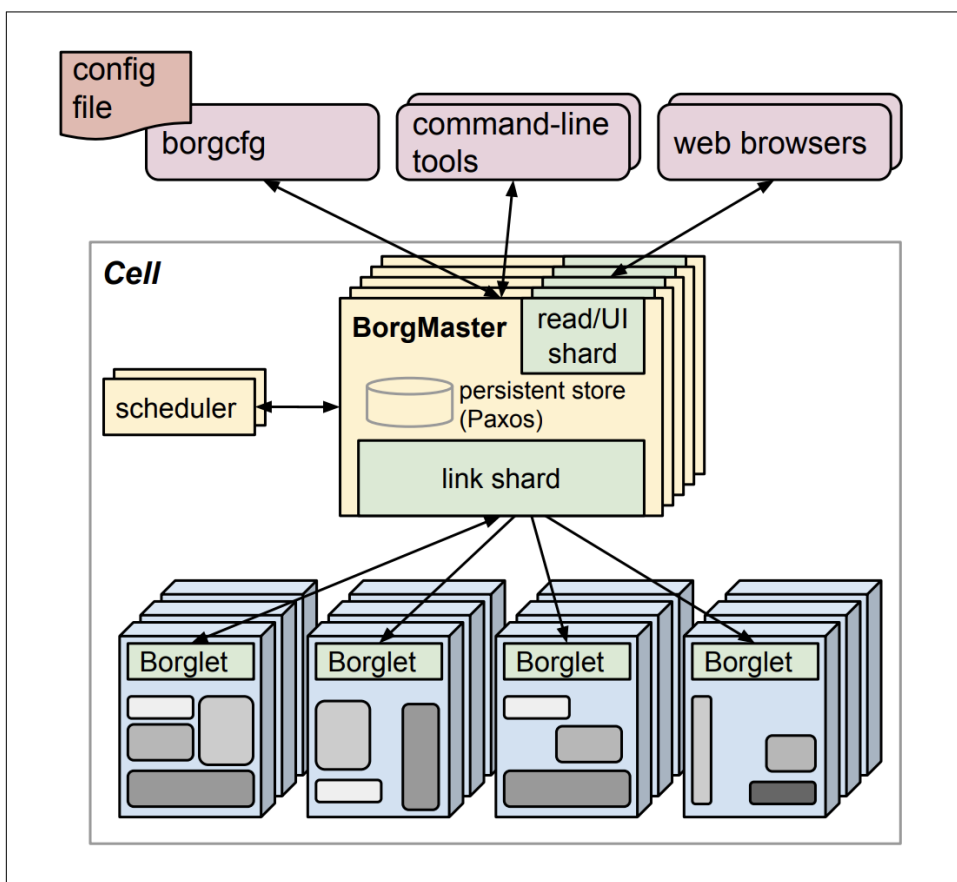 config
file
borgcfg
command-line
tools
web browsers
Cell
BorgMaster
read/UI
shard
scheduler
persistent store
(Paxos)
link shard
Borglet
Borglet
Borglet
Borglet